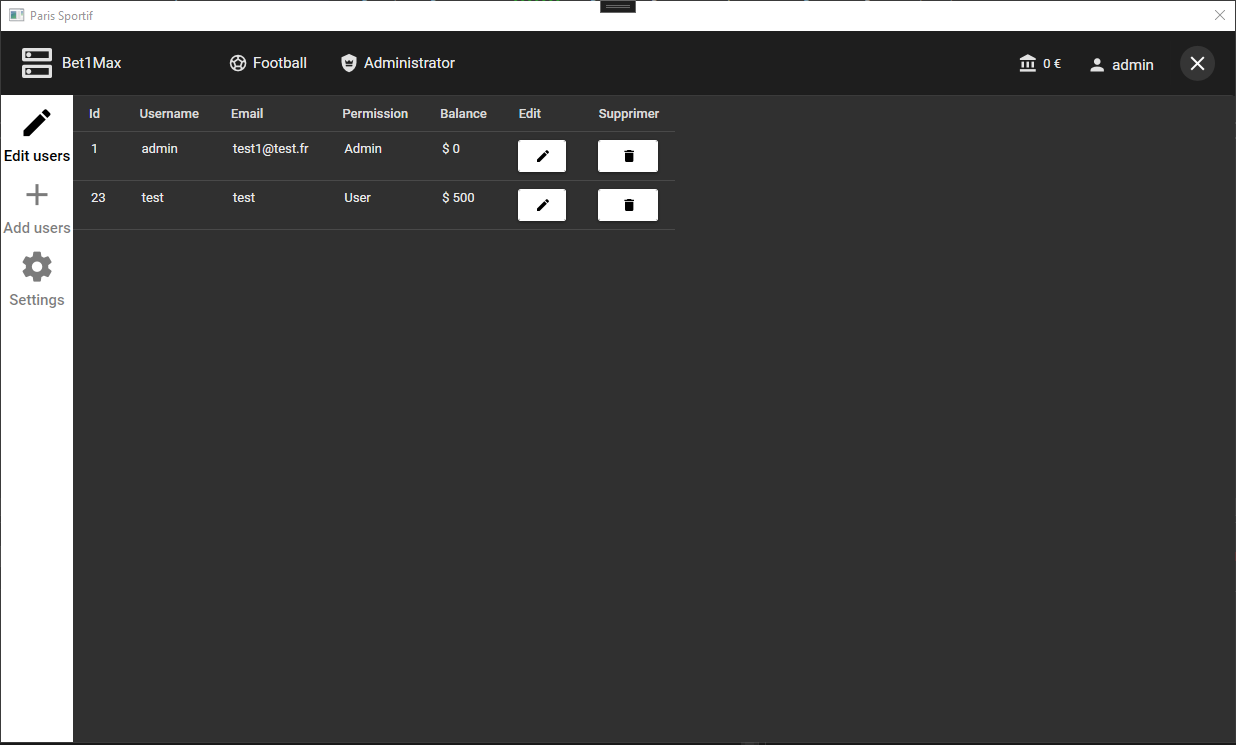 Paris Sportif
Bet1Max Football Administrator 0 € admin
Edit users
Add users
Settings
Id Username Email Permission Balance Edit Supprimer
1 admin test1@test.fr Admin $ 0
23 test test User $ 500